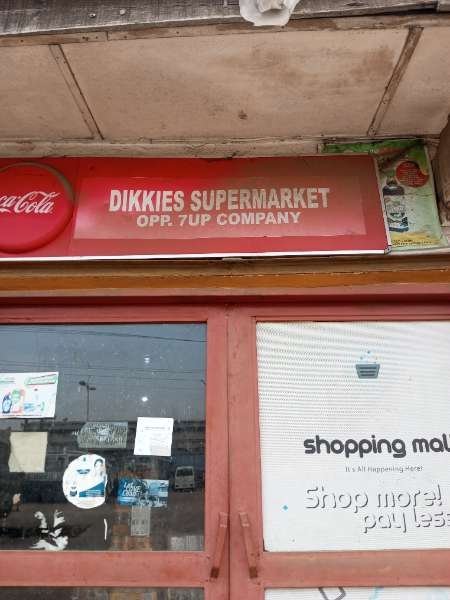 Coca-Cola
DIKKIES SUPERMARKET
OPP. 7UP COMPANY
shopping mall
It's All Happening Here!
Shop more!
pay less